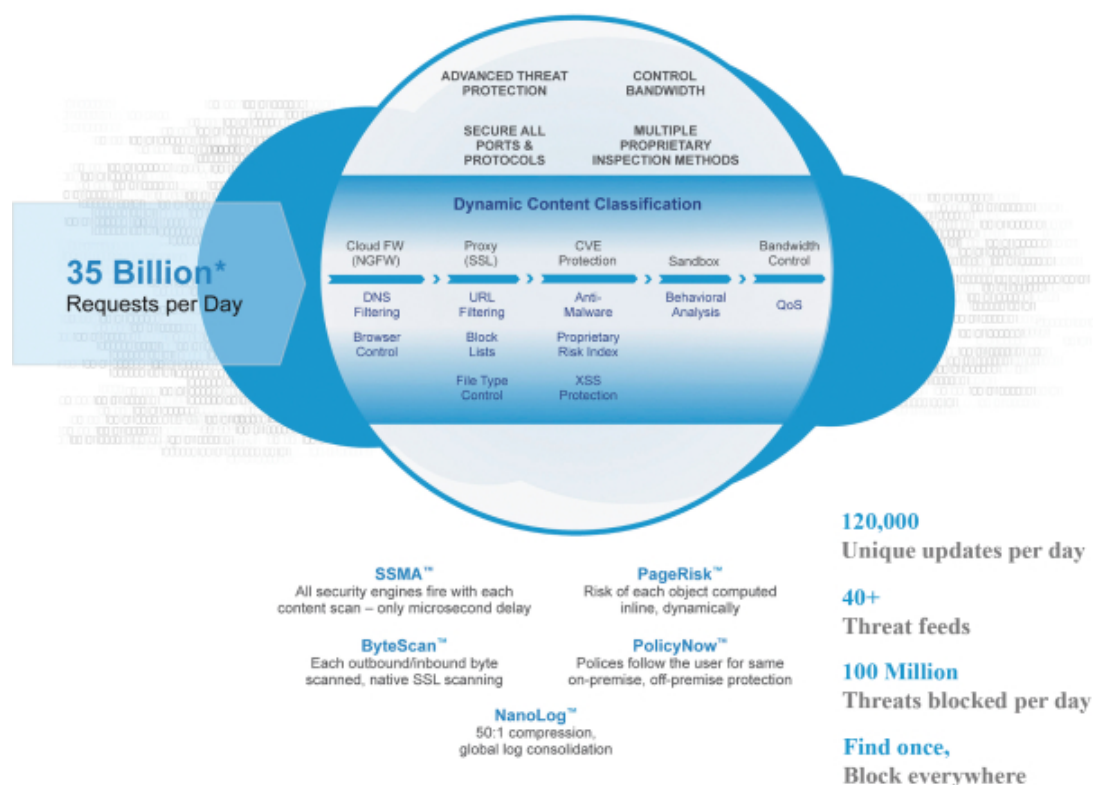 ADVANCED THREAT
PROTECTION
CONTROL
BANDWIDTH
SECURE ALL
PORTS &
PROTOCOLS
MULTIPLE
PROPRIETARY
INSPECTION METHODS
Dynamic Content Classification
35 Billion*
Requests per Day
Cloud FW
(NGFW)
DNS
Filtering
Browser
Control
Proxy
(SSL)
URL
Filtering
Block
Lists
File Type
Control
CVE
Protection
Anti-
Malware
Proprietary
Risk Index
XSS
Protection
Sandbox
Behavioral
Analysis
Bandwidth
Control
QoS
SSMA™
All security engines fire with each
content scan – only microsecond delay
PageRisk™
Risk of each object computed
inline, dynamically
ByteScan™
Each outbound/inbound byte
scanned, native SSL scanning
PolicyNow™
Polices follow the user for same
on-premise, off-premise protection
NanoLog™
50:1 compression,
global log consolidation
120,000
Unique updates per day
40+
Threat feeds
100 Million
Threats blocked per day
Find once,
Block everywhere